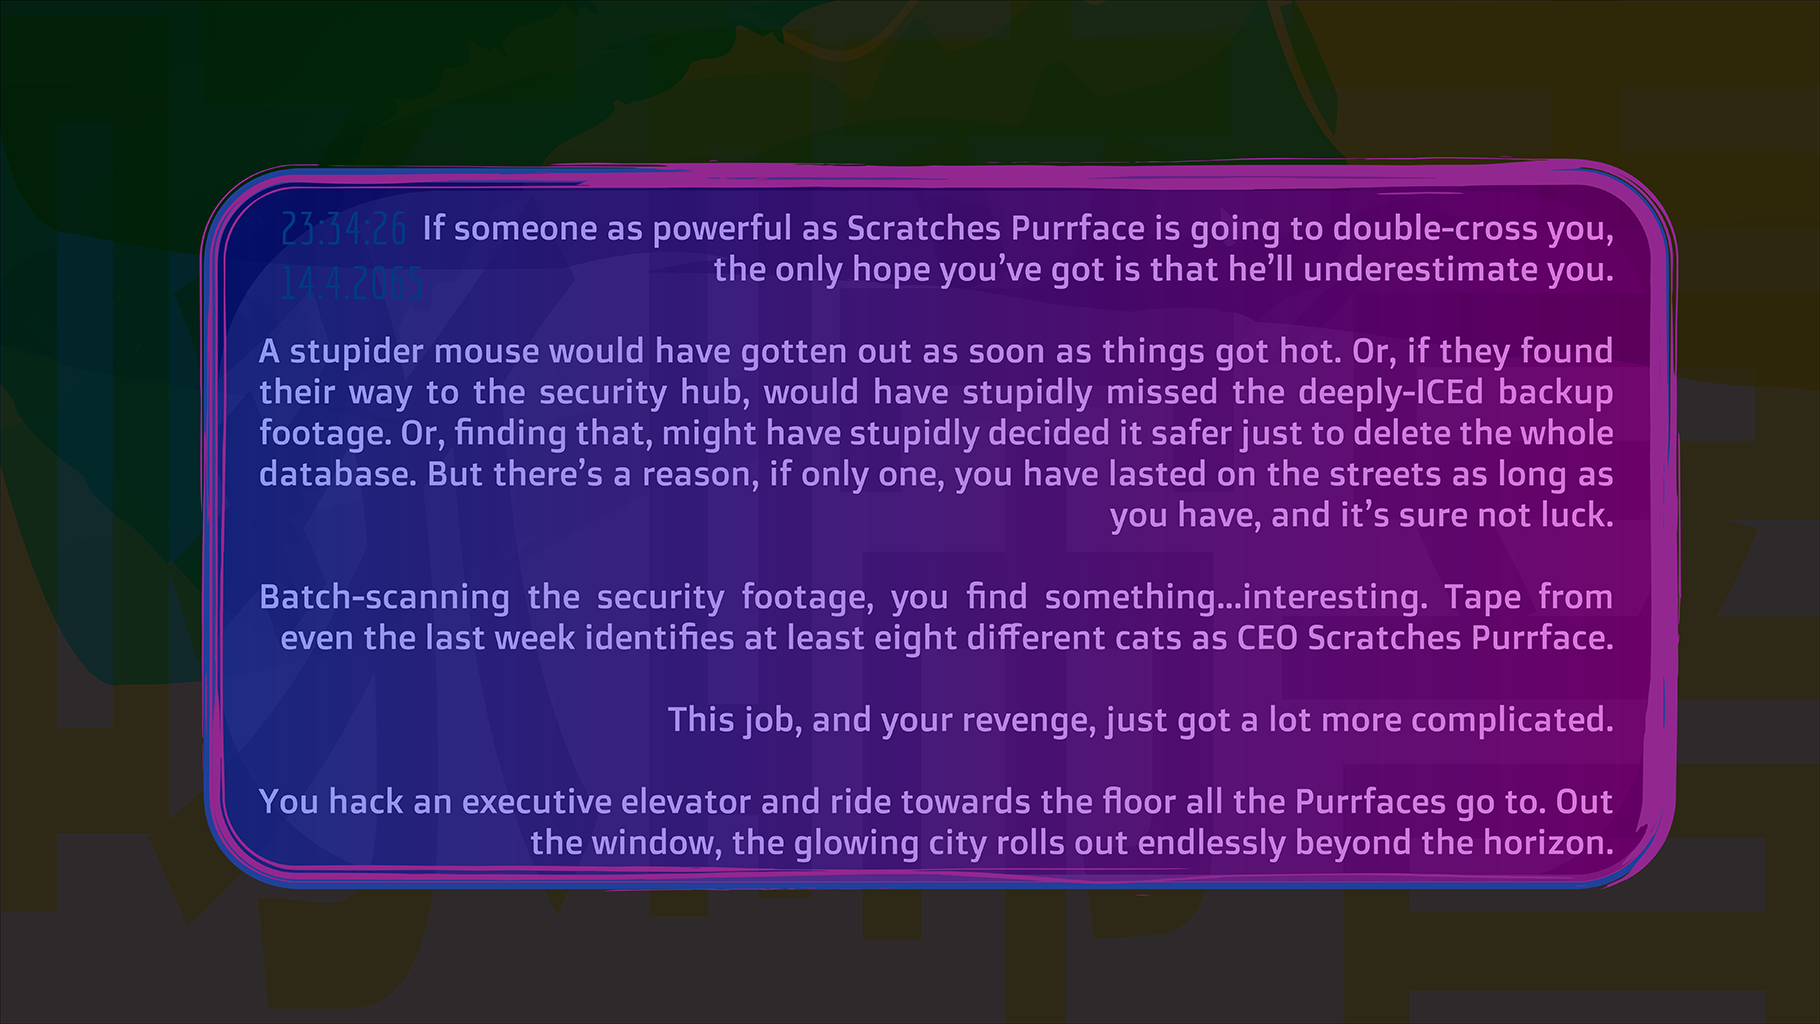 23:34:26
14.4.2065
If someone as powerful as Scratches Purrface is going to double-cross you,
the only hope you’ve got is that he’ll underestimate you.
A stupider mouse would have gotten out as soon as things got hot. Or, if they found
their way to the security hub, would have stupidly missed the deeply-ICEd backup
footage. Or, finding that, might have stupidly decided it safer just to delete the whole
database. But there’s a reason, if only one, you have lasted on the streets as long as
you have, and it’s sure not luck.
Batch-scanning the security footage, you find something...interesting. Tape from
even the last week identifies at least eight different cats as CEO Scratches Purrface.
This job, and your revenge, just got a lot more complicated.
You hack an executive elevator and ride towards the floor all the Purrfaces go to. Out
the window, the glowing city rolls out endlessly beyond the horizon.